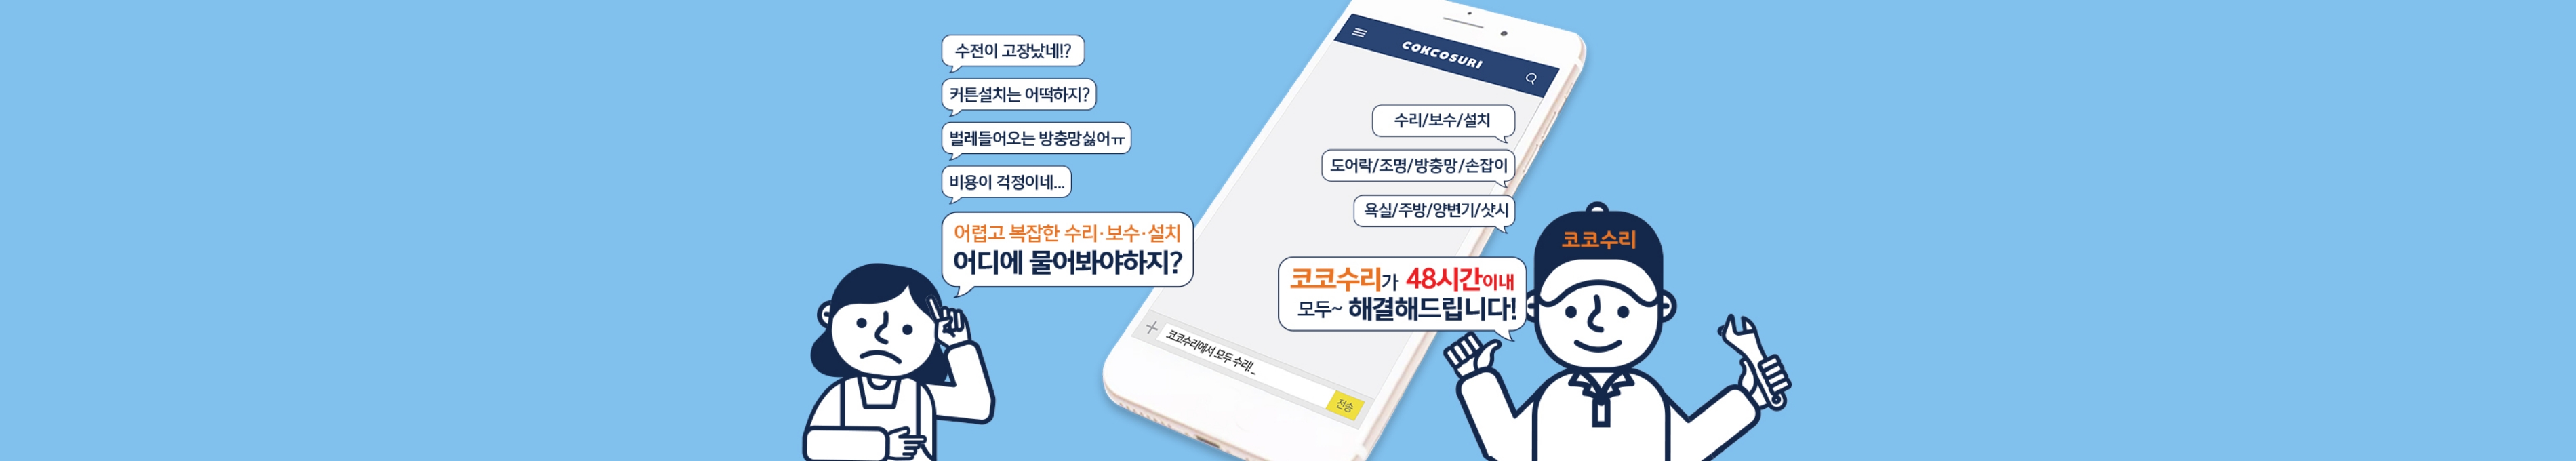 수전이 고장났네!?
커튼설치는 어떡하지?
벌레들어오는 방충망싫어ㅠ
비용이 걱정이네...
어렵고 복잡한 수리·보수·설치
어디에 물어봐야하지?
COKCOSURI
수리/보수/설치
도어락/조명/방충망/손잡이
욕실/주방/양변기/샷시
코코수리가 48시간이내
모두~ 해결해드립니다!
코코수리
코코수리에서 모두 수리!_
전송